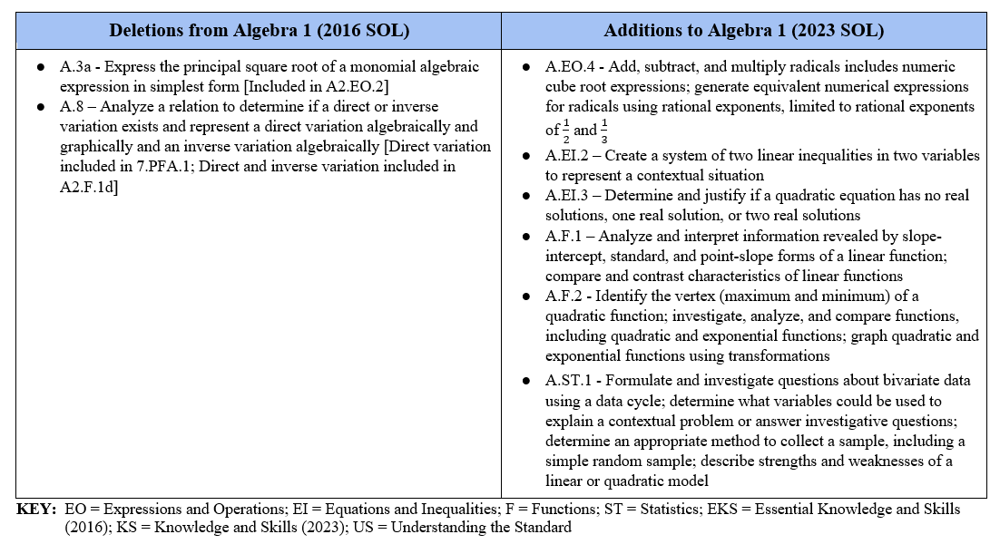 Deletions from Algebra 1 (2016 SOL)
● A.3a - Express the principal square root of a monomial algebraic
expression in simplest form [Included in A2.EO.2]
● A.8 – Analyze a relation to determine if a direct or inverse
variation exists and represent a direct variation algebraically and
graphically and an inverse variation algebraically [Direct variation
included in 7.PFA.1; Direct and inverse variation included in
A2.F.1d]
Additions to Algebra 1 (2023 SOL)
● A.EO.4 - Add, subtract, and multiply radicals includes numeric
cube root expressions; generate equivalent numerical expressions
for radicals using rational exponents, limited to rational exponents
of 1/2 and 1/3
● A.EI.2 – Create a system of two linear inequalities in two variables
to represent a contextual situation
● A.EI.3 – Determine and justify if a quadratic equation has no real
solutions, one real solution, or two real solutions
● A.F.1 – Analyze and interpret information revealed by slope-
intercept, standard, and point-slope forms of a linear function;
compare and contrast characteristics of linear functions
● A.F.2 - Identify the vertex (maximum and minimum) of a
quadratic function; investigate, analyze, and compare functions,
including quadratic and exponential functions; graph quadratic and
exponential functions using transformations
● A.ST.1 - Formulate and investigate questions about bivariate data
using a data cycle; determine what variables could be used to
explain a contextual problem or answer investigative questions;
determine an appropriate method to collect a sample, including a
simple random sample; describe strengths and weaknesses of a
linear or quadratic model
KEY: EO = Expressions and Operations; EI = Equations and Inequalities; F = Functions; ST = Statistics; EKS = Essential Knowledge and Skills
(2016); KS = Knowledge and Skills (2023); US = Understanding the Standard